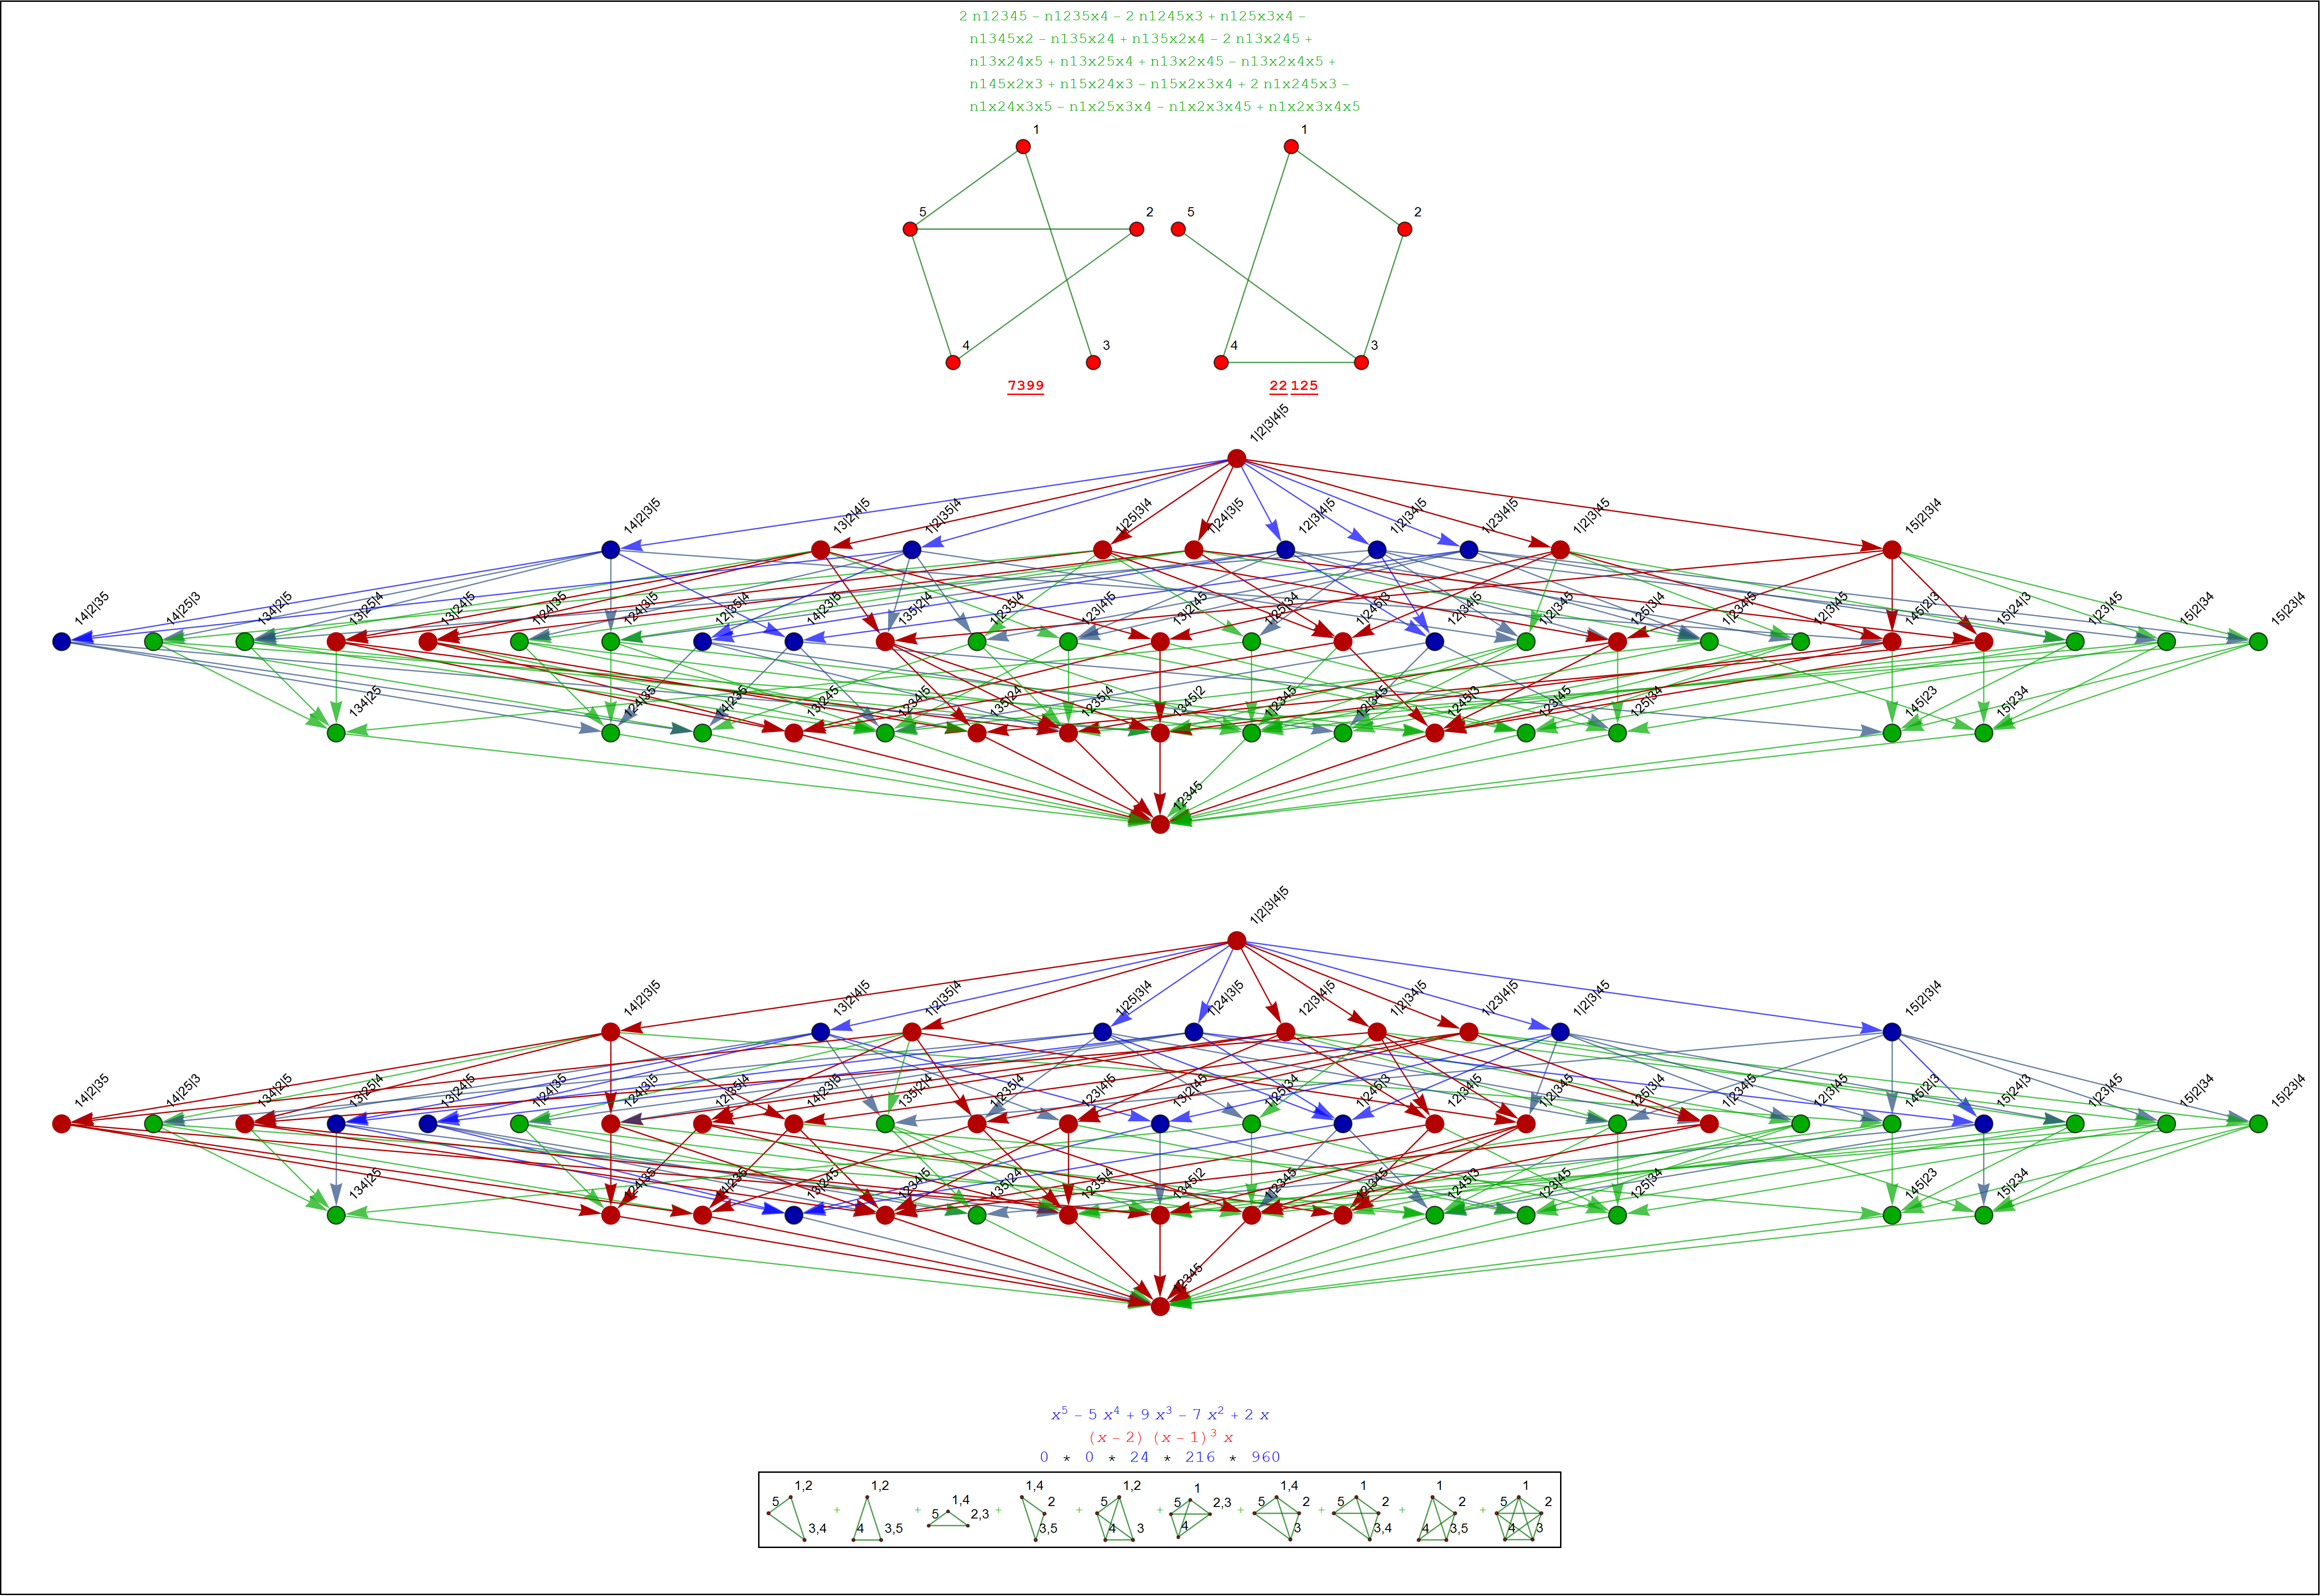 2 n12345 – n1235x4 – 2 n1245x3 + n125x3x4 –
n1345x2 – n135x24 + n135x2x4 – 2 n13x245 +
n13x24x5 + n13x25x4 + n13x2x45 – n13x2x4x5 +
n145x2x3 + n15x24x3 – n15x2x3x4 + 2 n1x245x3 –
n1x24x3x5 – n1x25x3x4 – n1x2x3x45 + n1x2x3x4x5
1 1
5 2 5 2
4 3 4 3
7399 22 125
1|2|3|4|5
14|2|3|5 13|2|4|5 1|2|35|4 1|25|3|4 1|24|3|5 12|3|4|5 1|2|34|5 1|23|4|5 1|2|3|45 15|2|3|4
14|2|35 14|25|3 134|2|5 13|25|4 13|24|5 1|24|35 124|3|5 12|35|4 14|23|5 135|2|4 1|235|4 123|4|5 13|2|45 1|25|34 1|245|3 12|34|5 1|2|345 125|3|4 1|234|5 12|3|45 145|2|3 15|24|3 1|23|45 15|2|34 15|23|4
134|25 124|35 14|235 13|245 1234|5 135|24 1235|4 1345|2 1|2345 12|345 1245|3 123|45 125|34 145|23 15|234
12345
1|2|3|4|5
14|2|3|5 13|2|4|5 1|2|35|4 1|25|3|4 1|24|3|5 12|3|4|5 1|2|34|5 1|23|4|5 1|2|3|45 15|2|3|4
14|2|35 14|25|3 134|2|5 13|25|4 13|24|5 1|24|35 124|3|5 12|35|4 14|23|5 135|2|4 1|235|4 123|4|5 13|2|45 1|25|34 1|245|3 12|34|5 1|2|345 125|3|4 1|234|5 12|3|45 145|2|3 15|24|3 1|23|45 15|2|34 15|23|4
134|25 124|35 14|235 13|245 1234|5 135|24 1235|4 1345|2 1|2345 12|345 1245|3 123|45 125|34 145|23 15|234
12345
x⁵ – 5 x⁴ + 9 x³ – 7 x² + 2 x
(x – 2) (x – 1)³ x
0 * 0 * 24 * 216 * 960
1,2 5 3,4 + 1,2 4 3,5 + 1,4 5 2,3 + 1,4 2 3,5 + 1,2 5 4 3 + 1 5 2,3 4 + 1,4 5 2 3 + 1 5 2 3,4 + 1 2 4 3,5 + 1 5 2 4 3